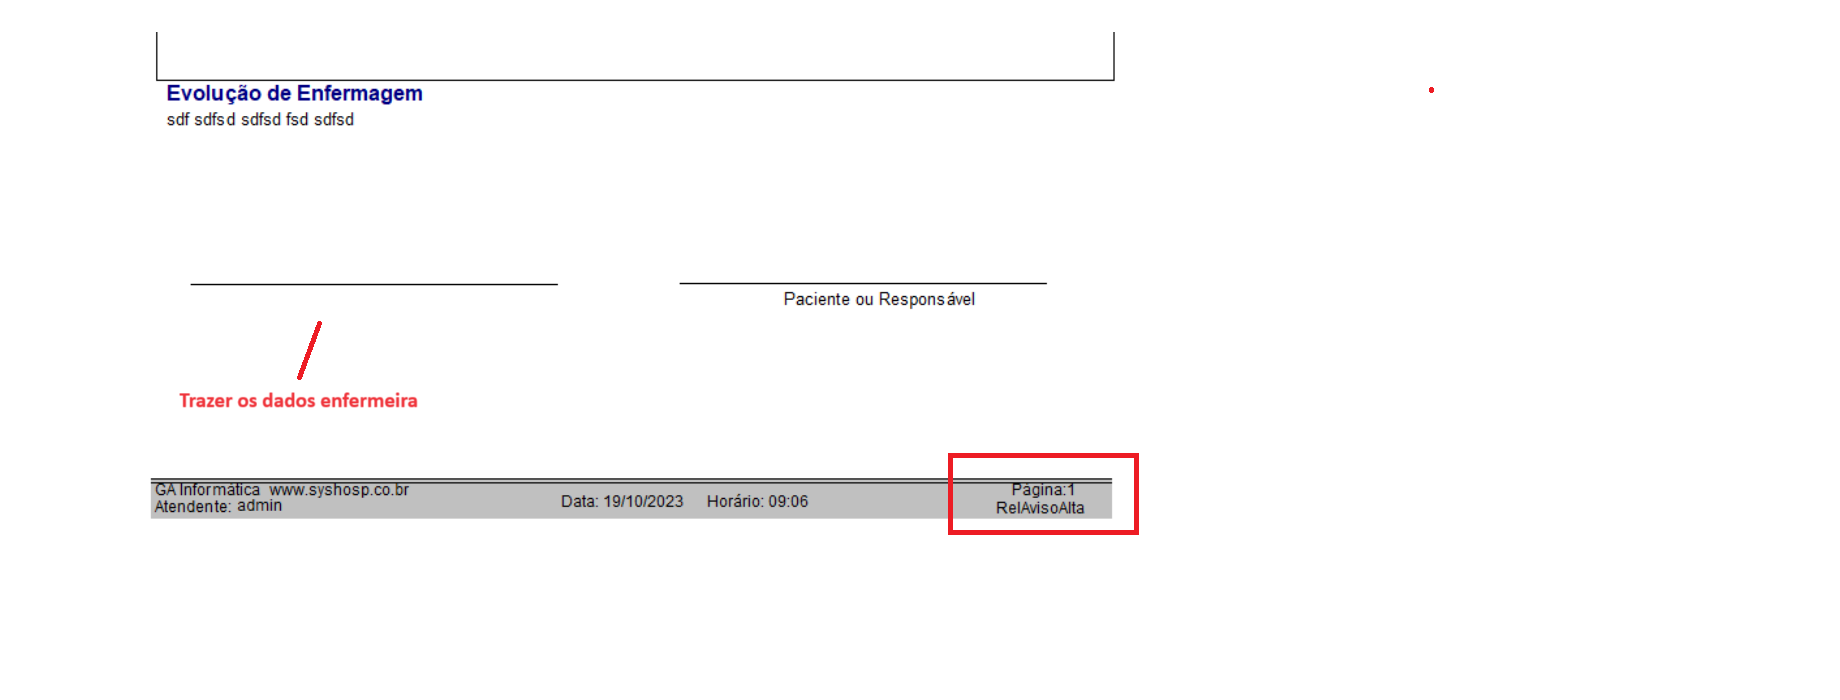 Evolução de Enfermagem
sdf sdfsd sdfsd fsd sdfsd
Paciente ou Responsável
Trazer os dados enfermeira
GA Informática www.syshosp.co.br
Atendente: admin
Data: 19/10/2023 Horário: 09:06
Página:1
RelAvisoAlta